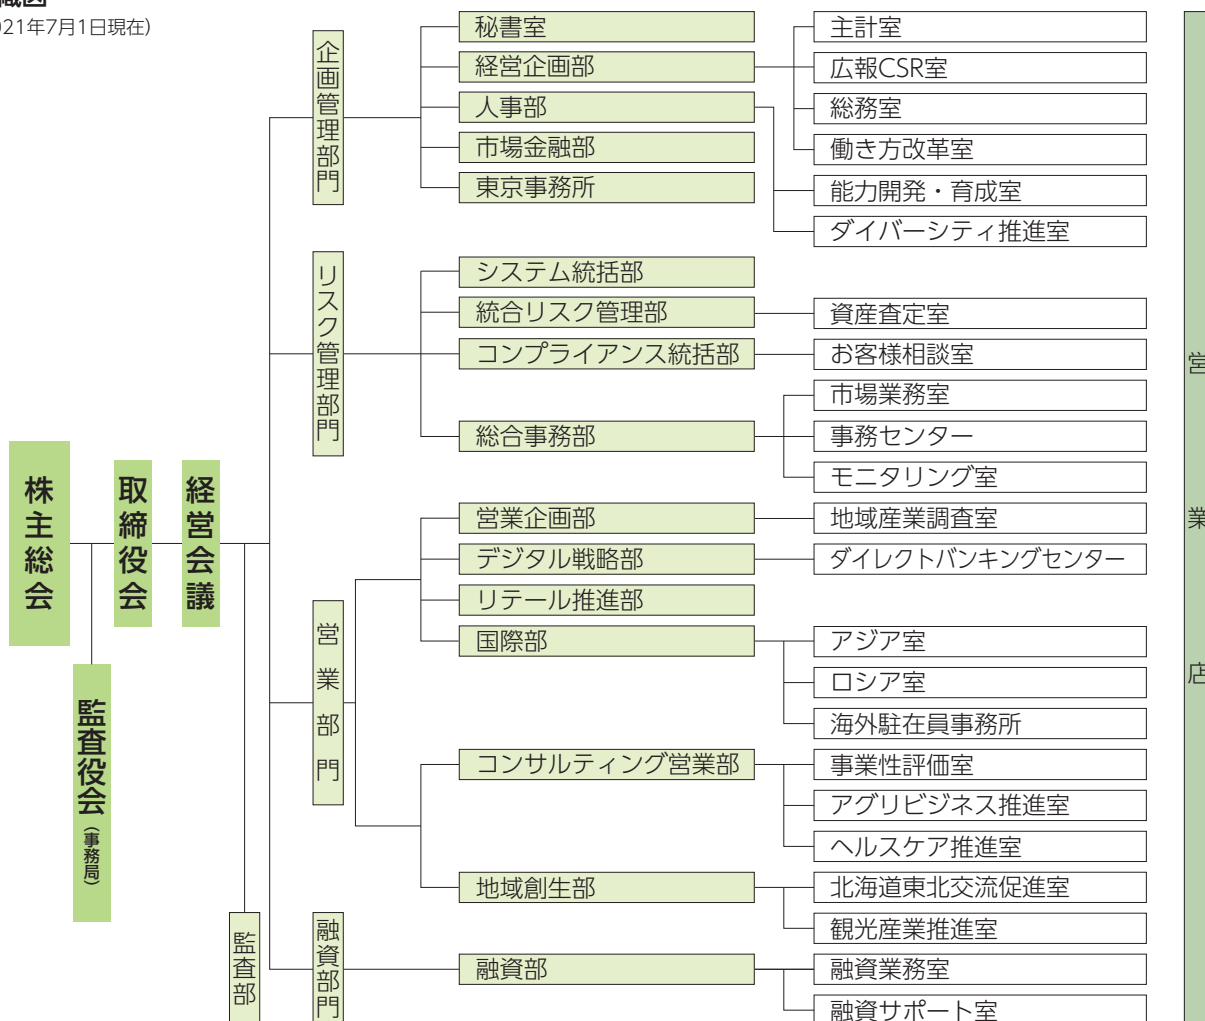 織図
21年7月1日現在）
株主総会
監査役会（事務局）
取締役会
経営会議
監査部
企画管理部門
秘書室
経営企画部
主計室
広報CSR室
総務室
働き方改革室
人事部
能力開発・育成室
ダイバーシティ推進室
市場金融部
東京事務所
リスク管理部門
システム統括部
統合リスク管理部
資産査定室
コンプライアンス統括部
お客様相談室
総合事務部
市場業務室
事務センター
モニタリング室
営業部門
営業企画部
地域産業調査室
デジタル戦略部
ダイレクトバンキングセンター
リテール推進部
国際部
アジア室
ロシア室
海外駐在員事務所
コンサルティング営業部
事業性評価室
アグリビジネス推進室
ヘルスケア推進室
地域創生部
北海道東北交流促進室
観光産業推進室
融資部門
融資部
融資業務室
融資サポート室
営業店